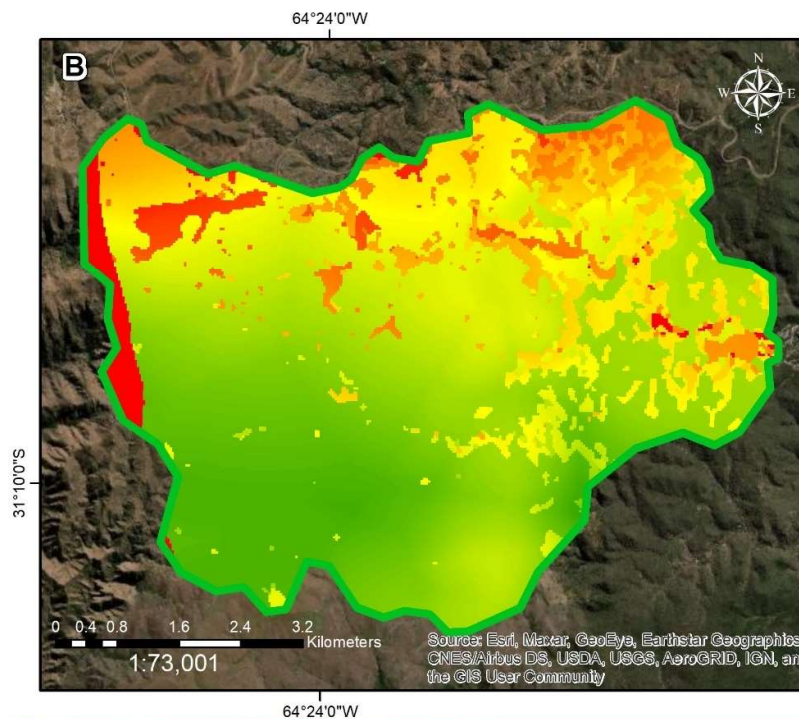 64°24'0"W
B
N
W E
S
31°10'0"S
0 0.4 0.8 1.6 2.4 3.2
Kilometers
1:73,001
Source: Esri, Maxar, GeoEye, Earthstar Geographics
CNES/Airbus DS, USDA, USGS, AeroGRID, IGN, an
the GIS User Community
64°24'0"W